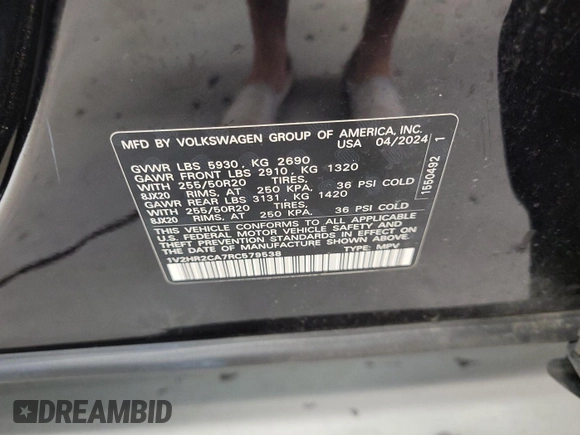 MFD BY VOLKSWAGEN GROUP OF AMERICA, INC.
USA 04/2024
GVWR LBS 5930, KG 2690
GAWR FRONT LBS 2910, KG 1320
WITH 255/50R20 TIRES,
8JX20 RIMS, AT 250 KPA, 36 PSI COLD
GAWR REAR LBS 3131, KG 1420
WITH 255/50R20 TIRES,
8JX20 RIMS, AT 250 KPA, 36 PSI COLD
THIS VEHICLE CONFORMS TO ALL APPLICABLE
U.S. FEDERAL MOTOR VEHICLE SAFETY AND
THEFT PREVENTION STANDARDS IN EFFECT ON
THE DATE OF MANUFACTURE SHOWN ABOVE.
1V2HR2CA7RC579538 TYPE: MPV
1550492 1
DREAMBID